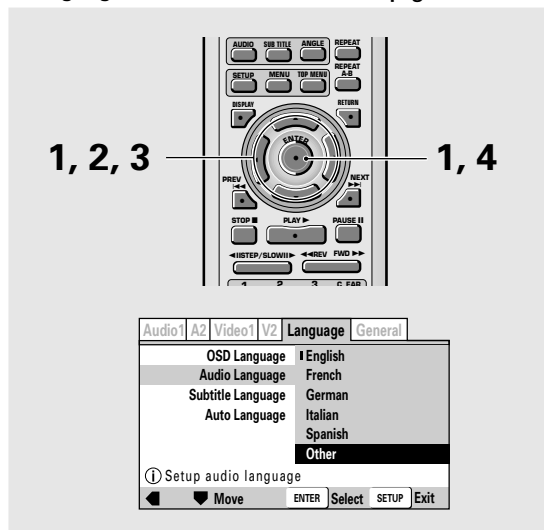 AUDIO SUB TITLE ANGLE REPEAT
SETUP MENU TOP MENU REPEAT A-B
DISPLAY RETURN
ENTER
1, 2, 3
1, 4
PREV NEXT
⏮ ⏭
STOP ■ PLAY ► PAUSE II
◄IISTEP/SLOWII► ◄◄REV FWD ►►
1 2 3
Audio1 A2 Video1 V2 Language General
OSD Language English
Audio Language French
Subtitle Language German
Auto Language Italian
Spanish
Other
ⓘ Setup audio language
Move ENTER Select SETUP Exit